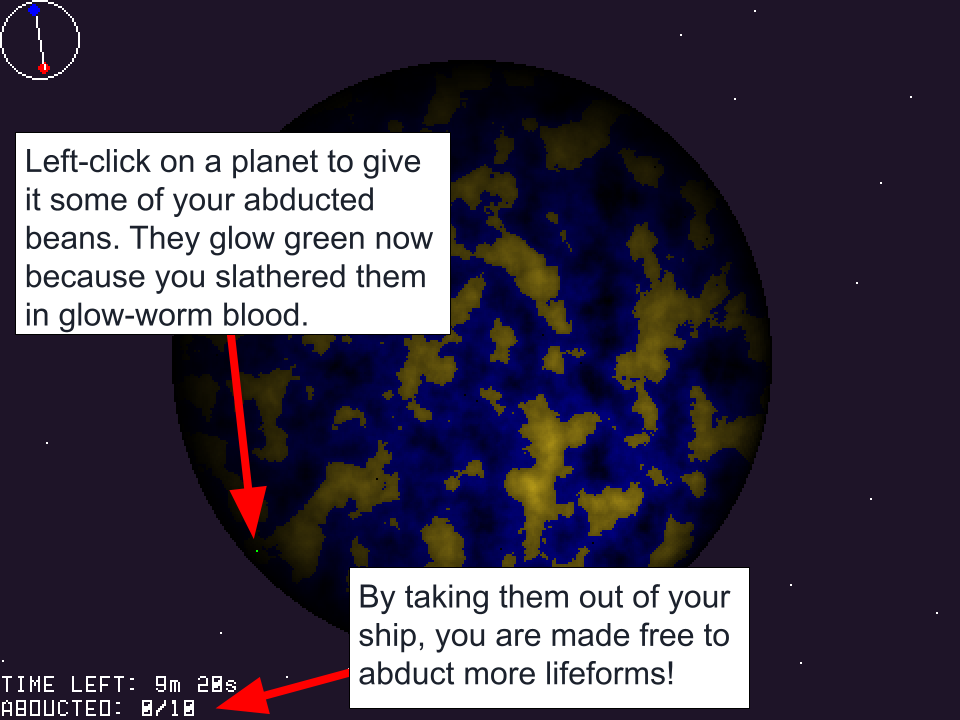 Left-click on a planet to give
it some of your abducted
beans. They glow green now
because you slathered them
in glow-worm blood.
By taking them out of your
ship, you are made free to
abduct more lifeforms!
TIME LEFT: 9m 20s
ABDUCTED: 0/10